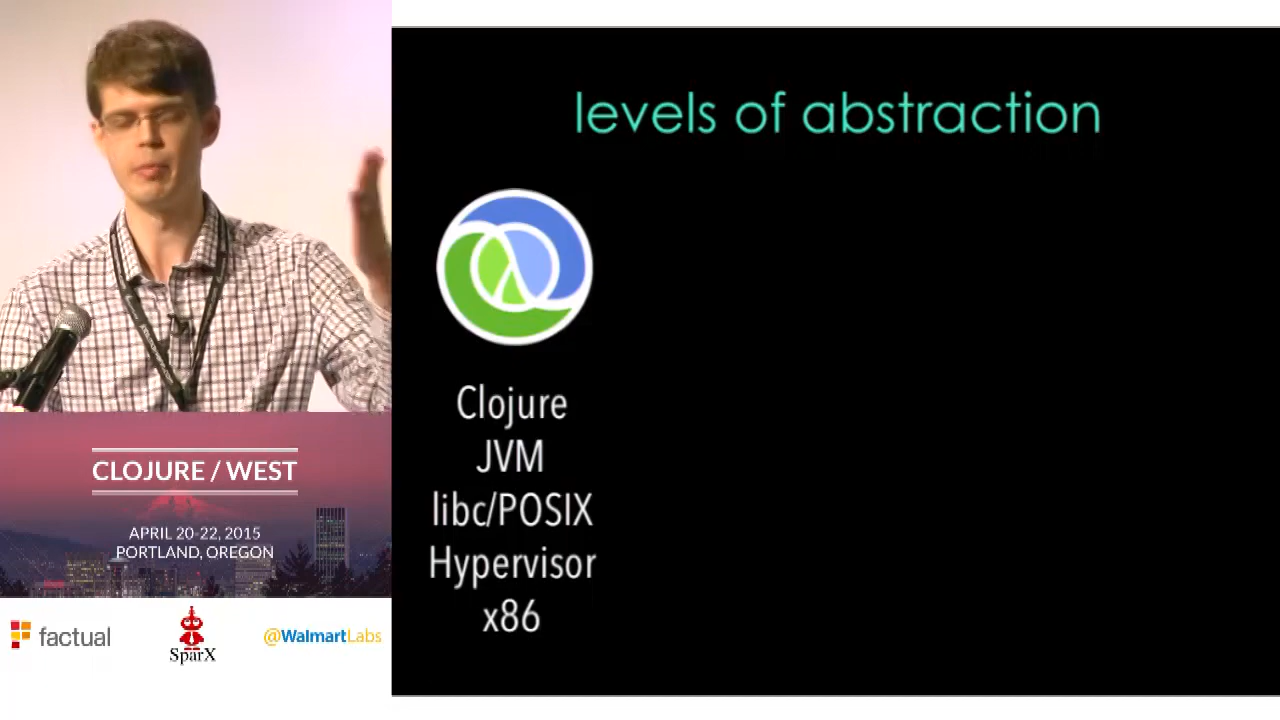 levels of abstraction
Clojure
JVM
libc/POSIX
Hypervisor
x86
CLOJURE / WEST
APRIL 20-22, 2015
PORTLAND, OREGON
factual
SparX
@WalmartLabs